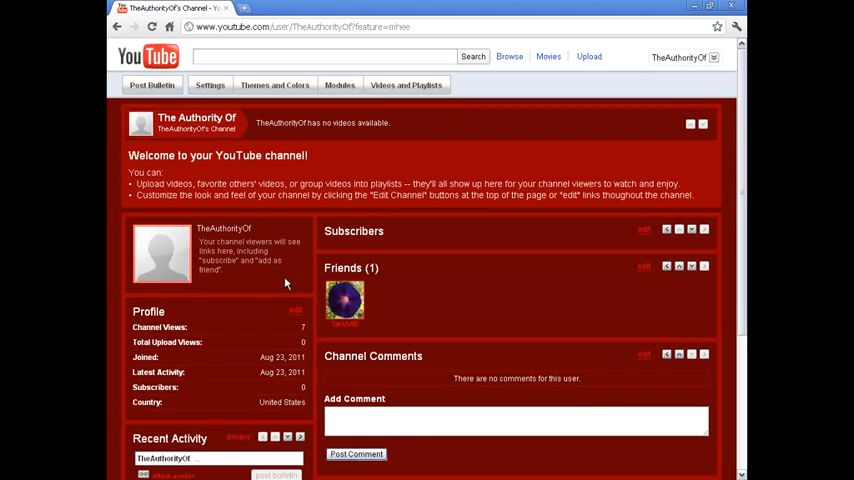 TheAuthorityOf's Channel - Yo
www.youtube.com/user/TheAuthorityOf?feature=mhee
YouTube
Search
Browse
Movies
Upload
TheAuthorityOf
Post Bulletin
Settings
Themes and Colors
Modules
Videos and Playlists
The Authority Of
TheAuthorityOf's Channel
TheAuthorityOf has no videos available.
Welcome to your YouTube channel!
You can:
• Upload videos, favorite others' videos, or group videos into playlists -- they'll all show up here for your channel viewers to watch and enjoy.
• Customize the look and feel of your channel by clicking the "Edit Channel" buttons at the top of the page or "edit" links thoughout the channel.
TheAuthorityOf
Your channel viewers will see
links here, including
"subscribe" and "add as
friend".
Profile
edit
Channel Views: 7
Total Upload Views: 0
Joined: Aug 23, 2011
Latest Activity: Aug 23, 2011
Subscribers: 0
Country: United States
Recent Activity
privacy
TheAuthorityOf ...
Attach a video
post bulletin
Subscribers
edit
Friends (1)
edit
Channel Comments
edit
There are no comments for this user.
Add Comment
Post Comment